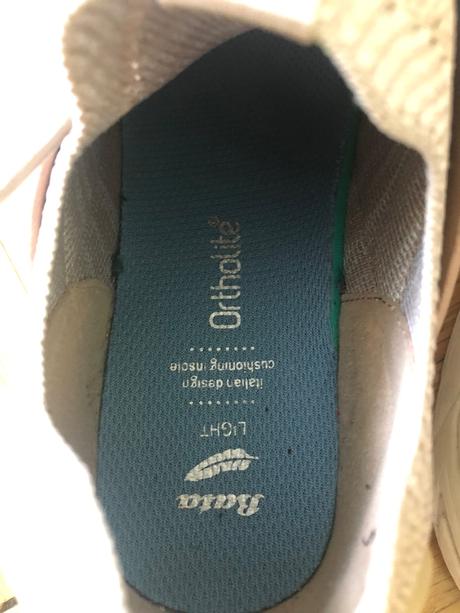 Bata
LIGHT
italian design
cushioning insole
Ortholite®